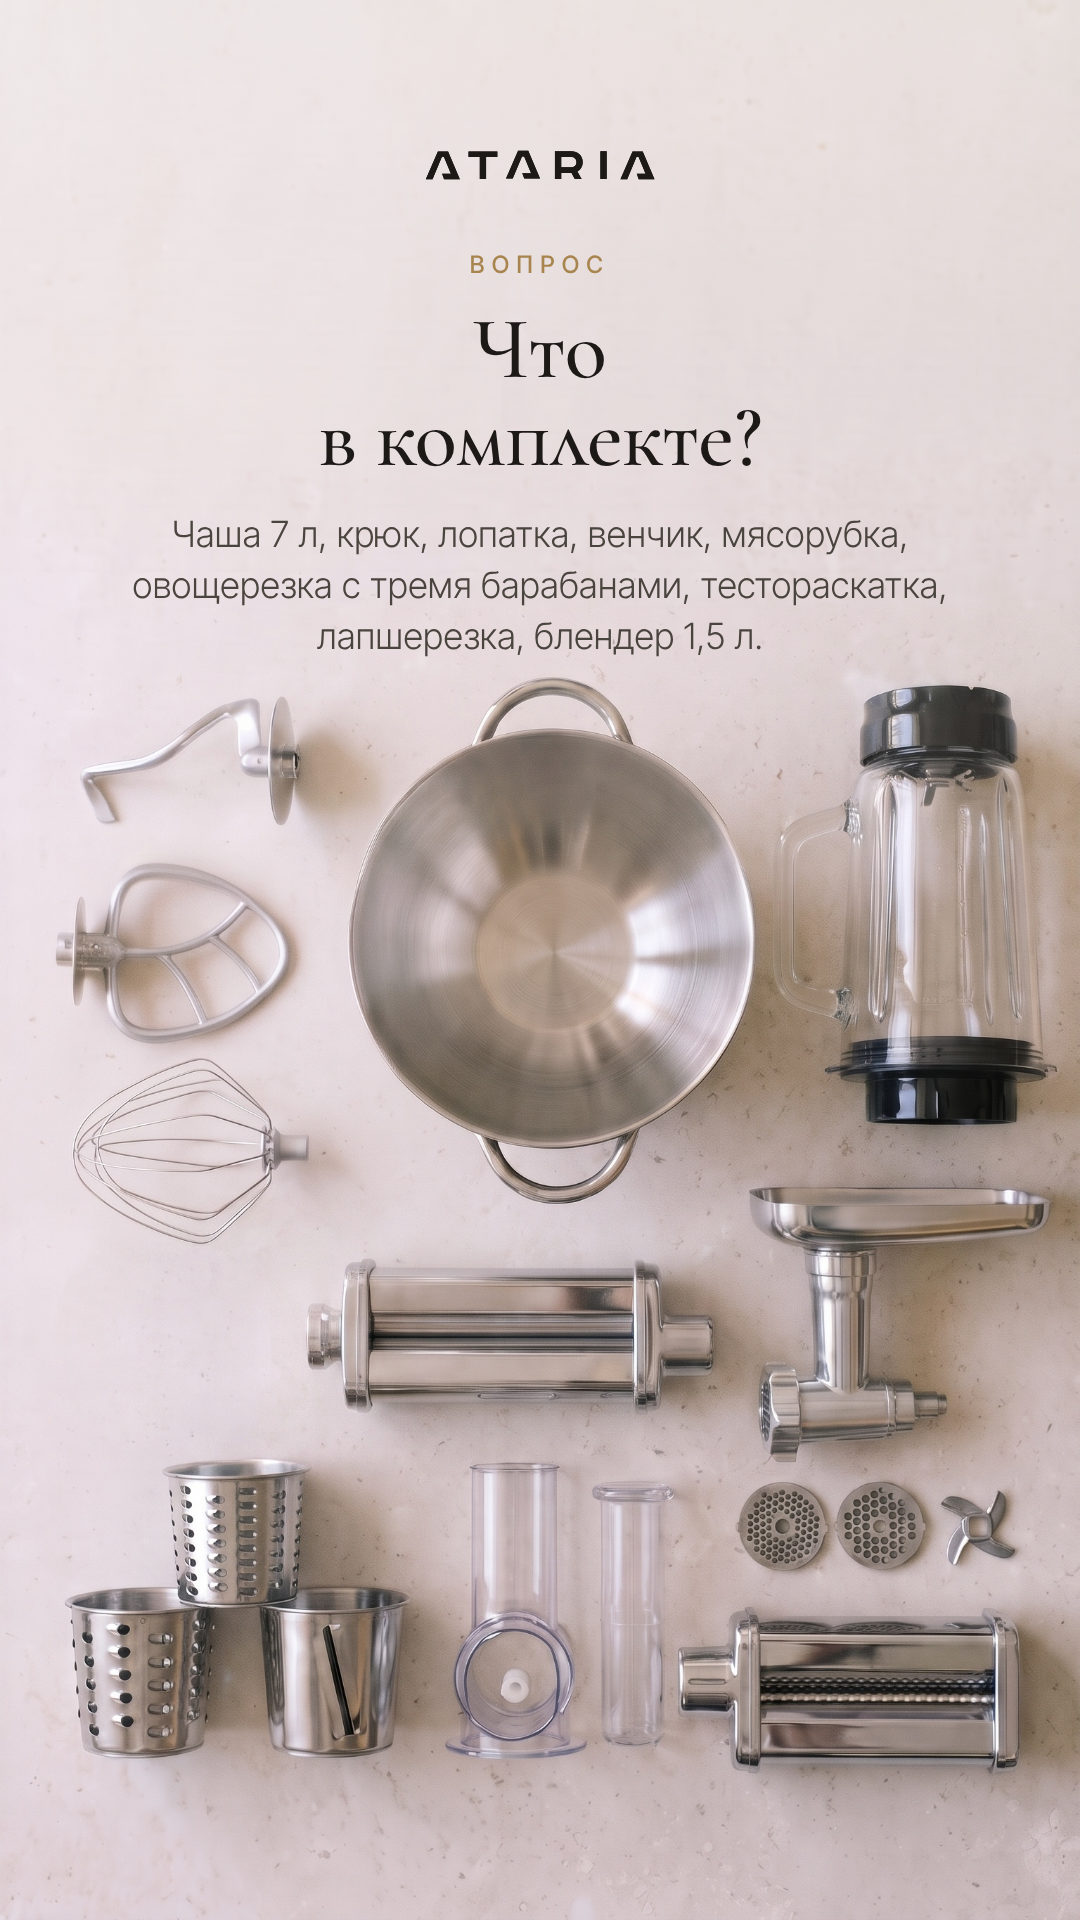 ATARIA
ВОПРОС
Что
в комплекте?
Чаша 7 л, крюк, лопатка, венчик, мясорубка,
овощерезка с тремя барабанами, тестораскатка,
лапшерезка, блендер 1,5 л.